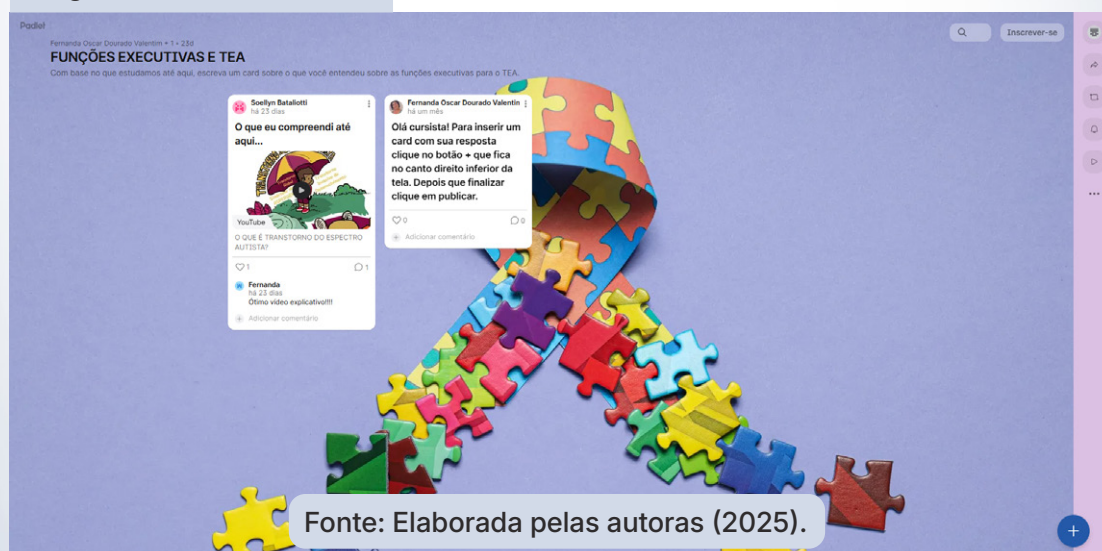 Padlet
Inscrever-se
Fernanda Oscar Dourado Valentim + 1 • 23d
FUNÇÕES EXECUTIVAS E TEA
Com base no que estudamos até aqui, escreva um card sobre o que você entendeu sobre as funções executivas para o TEA.
Soellyn Bataliotti
há 23 dias
O que eu compreendi até
aqui...
YouTube
O QUE É TRANSTORNO DO ESPECTRO
AUTISTA?
1
1
Fernanda
há 23 dias
Ótimo vídeo explicativo!!!!
Adicionar comentário
Fernanda Oscar Dourado Valentin
há um mês
Olá cursista! Para inserir um
card com sua resposta
clique no botão + que fica
no canto direito inferior da
tela. Depois que finalizar
clique em publicar.
0
0
Adicionar comentário
Fonte: Elaborada pelas autoras (2025).